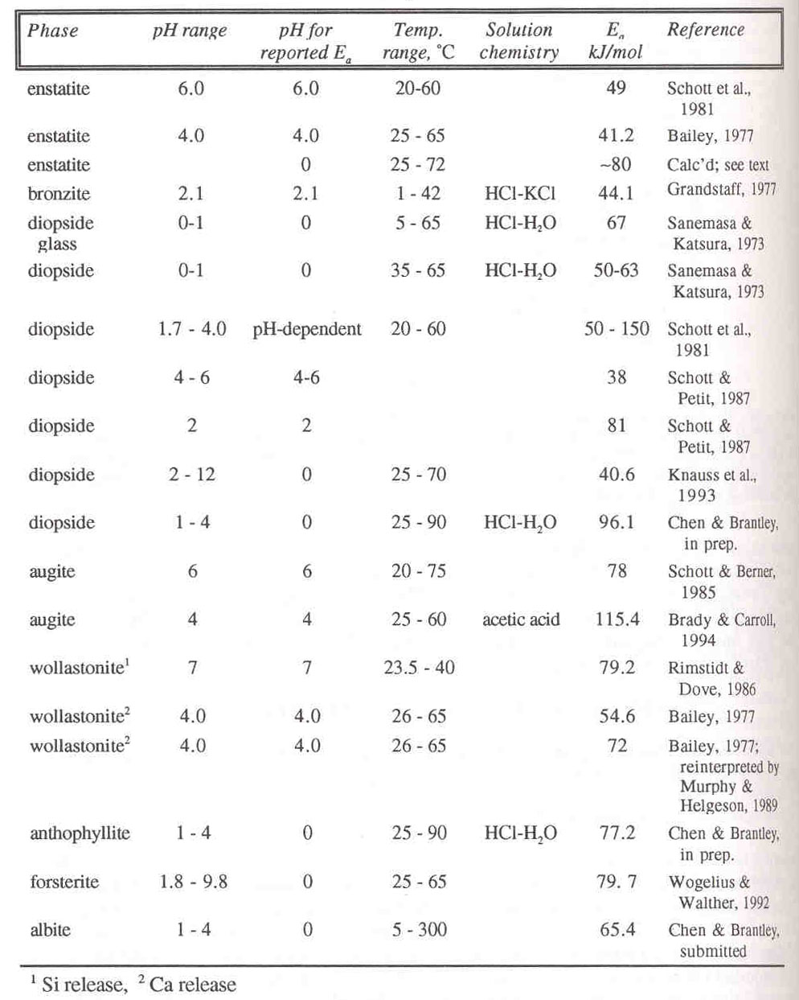 Phase pH range pH for Temp. Solution Eₐ Reference
reported Eₐ range, °C chemistry kJ/mol
enstatite 6.0 6.0 20-60 49 Schott et al.,
1981
enstatite 4.0 4.0 25 - 65 41.2 Bailey, 1977
enstatite 0 25 - 72 ~80 Calc'd; see text
bronzite 2.1 2.1 1 - 42 HCl-KCl 44.1 Grandstaff, 1977
diopside 0-1 0 5 - 65 HCl-H₂O 67 Sanemasa &
glass Katsura, 1973
diopside 0-1 0 35 - 65 HCl-H₂O 50-63 Sanemasa &
Katsura, 1973
diopside 1.7 - 4.0 pH-dependent 20 - 60 50 - 150 Schott et al.,
1981
diopside 4 - 6 4-6 38 Schott &
Petit, 1987
diopside 2 2 81 Schott &
Petit, 1987
diopside 2 - 12 0 25 - 70 40.6 Knauss et al.,
1993
diopside 1 - 4 0 25 - 90 HCl-H₂O 96.1 Chen & Brantley,
in prep.
augite 6 6 20 - 75 78 Schott & Berner,
1985
augite 4 4 25 - 60 acetic acid 115.4 Brady & Carroll,
1994
wollastonite¹ 7 7 23.5 - 40 79.2 Rimstidt &
Dove, 1986
wollastonite² 4.0 4.0 26 - 65 54.6 Bailey, 1977
wollastonite² 4.0 4.0 26 - 65 72 Bailey, 1977;
reinterpreted by
Murphy &
Helgeson, 1989
anthophyllite 1 - 4 0 25 - 90 HCl-H₂O 77.2 Chen & Brantley,
in prep.
forsterite 1.8 - 9.8 0 25 - 65 79. 7 Wogelius &
Walther, 1992
albite 1 - 4 0 5 - 300 65.4 Chen & Brantley,
submitted
¹ Si release, ² Ca release